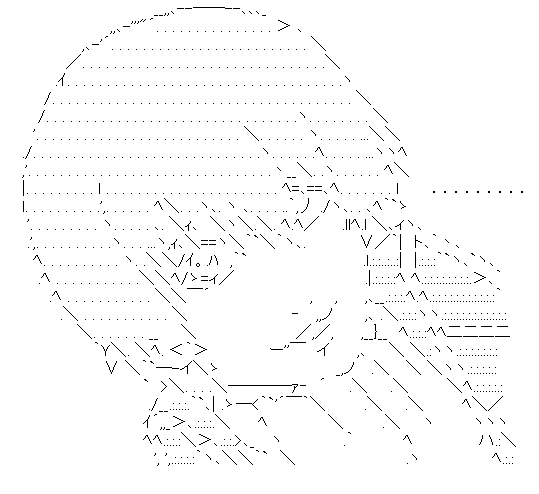 . . . . . . . . .